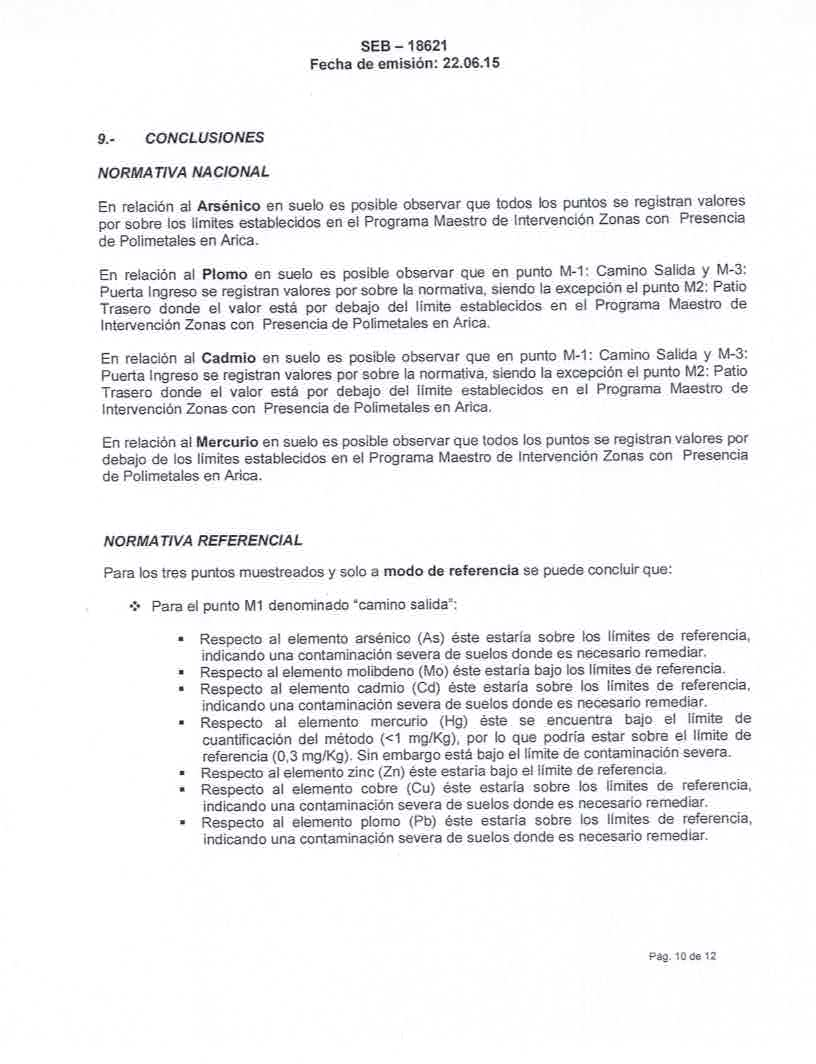 SEB – 18621
Fecha de emisión: 22.06.15
9.- CONCLUSIONES
NORMATIVA NACIONAL
En relación al Arsénico en suelo es posible observar que todos los puntos se registran valores
por sobre los limites establecidos en el Programa Maestro de Intervención Zonas con Presencia
de Polimetales en Arica.
En relación al Plomo en suelo es posible observar que en punto M-1: Camino Salida y M-3:
Puerta Ingreso se registran valores por sobre la normativa, siendo la excepción el punto M2: Patio
Trasero donde el valor está por debajo del límite establecidos en el Programa Maestro de
Intervención Zonas con Presencia de Polimetales en Arica.
En relación al Cadmio en suelo es posible observar que en punto M-1: Camino Salida y M-3:
Puerta Ingreso se registran valores por sobre la normativa, siendo la excepción el punto M2: Patio
Trasero donde el valor está por debajo del límite establecidos en el Programa Maestro de
Intervención Zonas con Presencia de Polimetales en Arica.
En relación al Mercurio en suelo es posible observar que todos los puntos se registran valores por
debajo de los límites establecidos en el Programa Maestro de Intervención Zonas con Presencia
de Polimetales en Arica.
NORMATIVA REFERENCIAL
Para los tres puntos muestreados y solo a modo de referencia se puede concluir que:
❖ Para el punto M1 denominado "camino salida":
▪ Respecto al elemento arsénico (As) éste estaría sobre los límites de referencia,
indicando una contaminación severa de suelos donde es necesario remediar.
▪ Respecto al elemento molibdeno (Mo) éste estaría bajo los límites de referencia.
▪ Respecto al elemento cadmio (Cd) éste estaría sobre los límites de referencia,
indicando una contaminación severa de suelos donde es necesario remediar.
▪ Respecto al elemento mercurio (Hg) éste se encuentra bajo el límite de
cuantificación del método (<1 mg/Kg), por lo que podría estar sobre el límite de
referencia (0,3 mg/Kg). Sin embargo está bajo el límite de contaminación severa.
▪ Respecto al elemento zinc (Zn) éste estaría bajo el límite de referencia.
▪ Respecto al elemento cobre (Cu) éste estaría sobre los límites de referencia,
indicando una contaminación severa de suelos donde es necesario remediar.
▪ Respecto al elemento plomo (Pb) éste estaría sobre los límites de referencia,
indicando una contaminación severa de suelos donde es necesario remediar.
Pág. 10 de 12